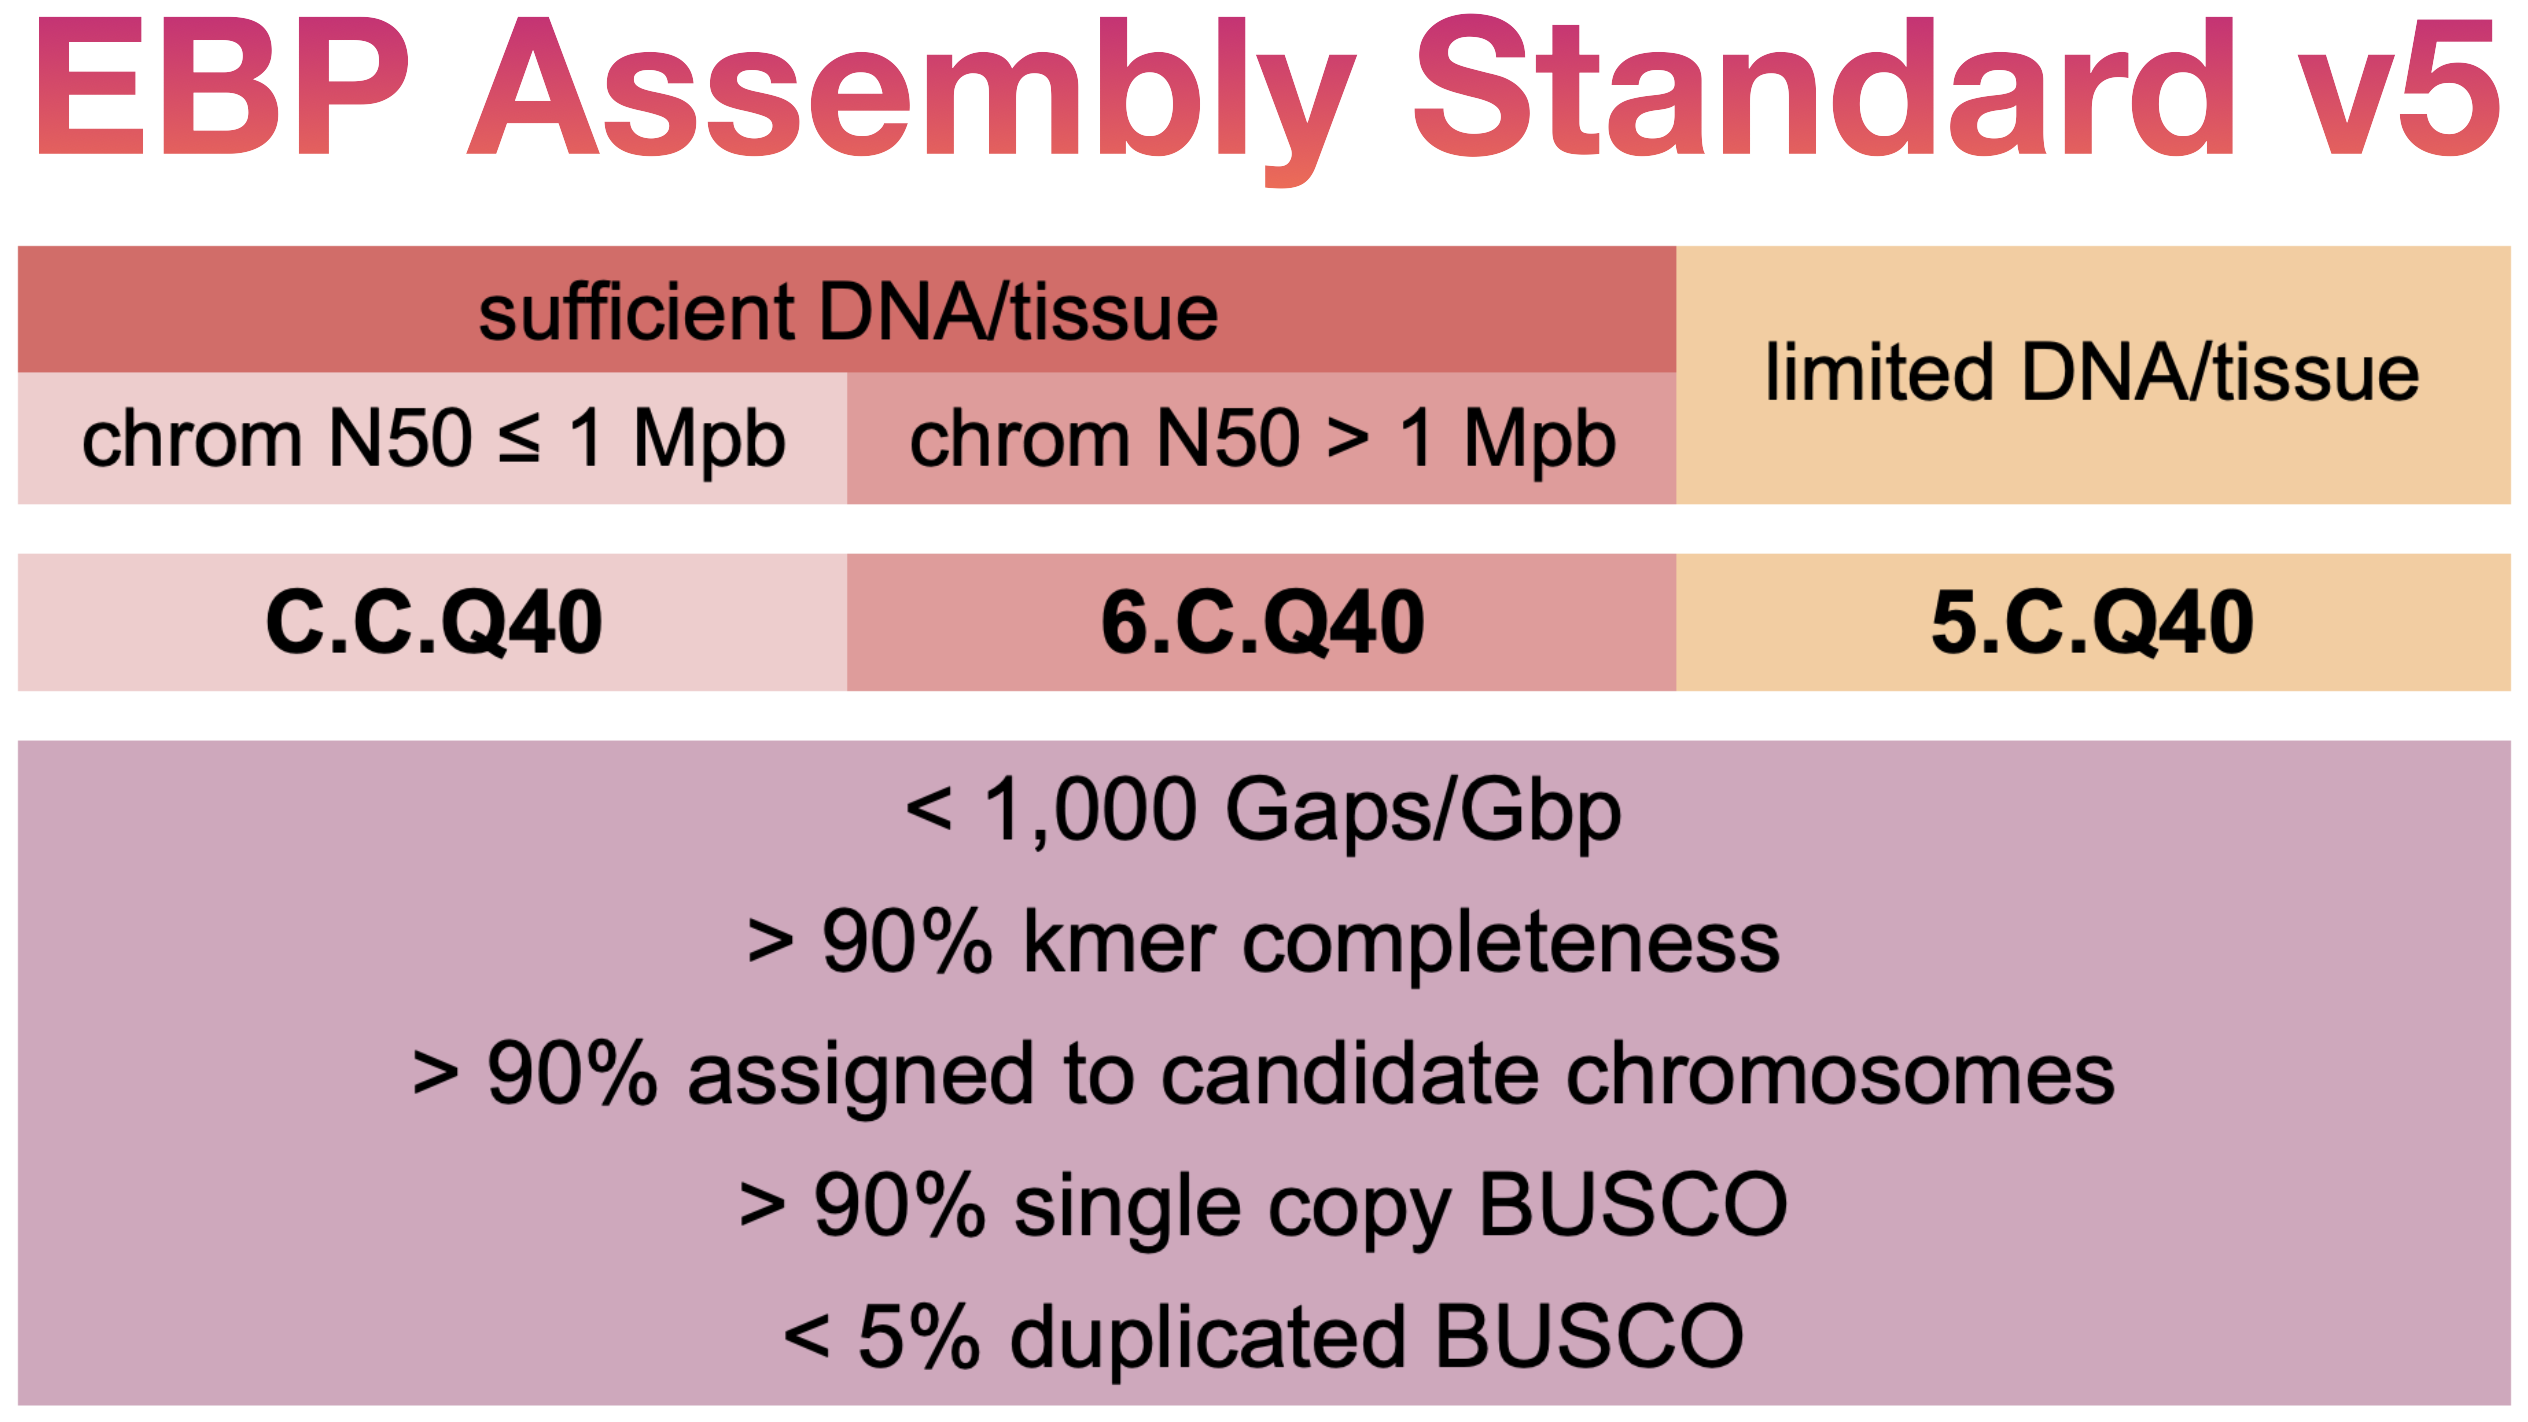 EBP Assembly Standard v5
sufficient DNA/tissue
limited DNA/tissue
chrom N50 ≤ 1 Mpb
chrom N50 > 1 Mpb
C.C.Q40
6.C.Q40
5.C.Q40
< 1,000 Gaps/Gbp
> 90% kmer completeness
> 90% assigned to candidate chromosomes
> 90% single copy BUSCO
< 5% duplicated BUSCO